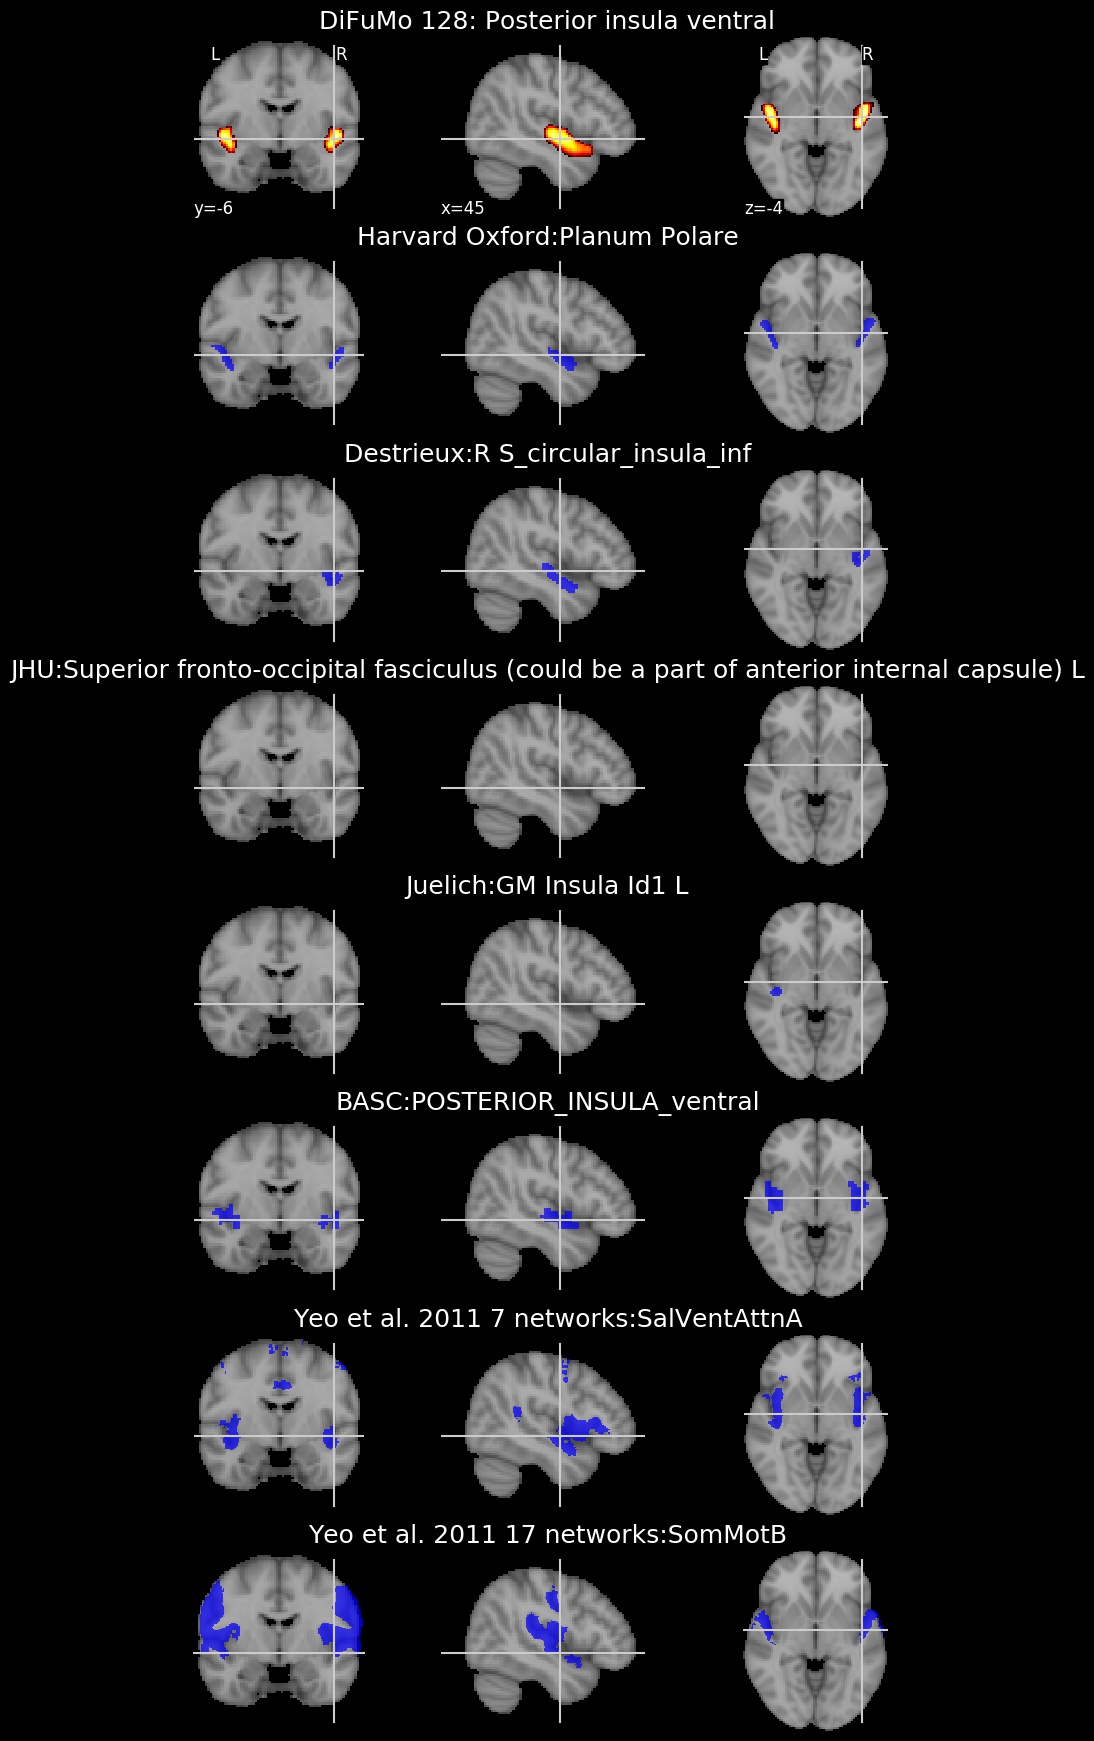 DiFuMo 128: Posterior insula ventral
L R L R
y=-6 x=45 z=-4
Harvard Oxford:Planum Polare
Destrieux:R S_circular_insula_inf
JHU:Superior fronto-occipital fasciculus (could be a part of anterior internal capsule) L
Juelich:GM Insula Id1 L
BASC:POSTERIOR_INSULA_ventral
Yeo et al. 2011 7 networks:SalVentAttnA
Yeo et al. 2011 17 networks:SomMotB